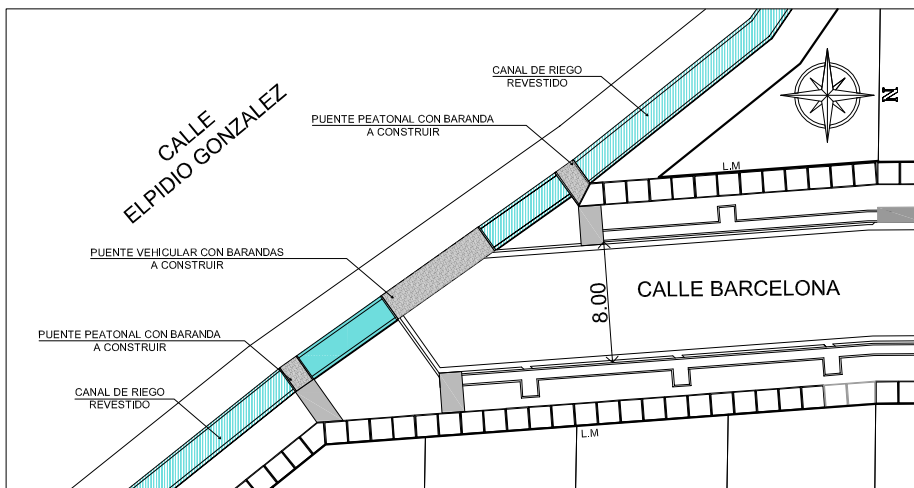 CANAL DE RIEGO
REVESTIDO
PUENTE PEATONAL CON BARANDA
A CONSTRUIR
CALLE
ELPIDIO GONZALEZ
N
L.M
PUENTE VEHICULAR CON BARANDAS
A CONSTRUIR
CALLE BARCELONA
8.00
PUENTE PEATONAL CON BARANDA
A CONSTRUIR
CANAL DE RIEGO
REVESTIDO
L.M